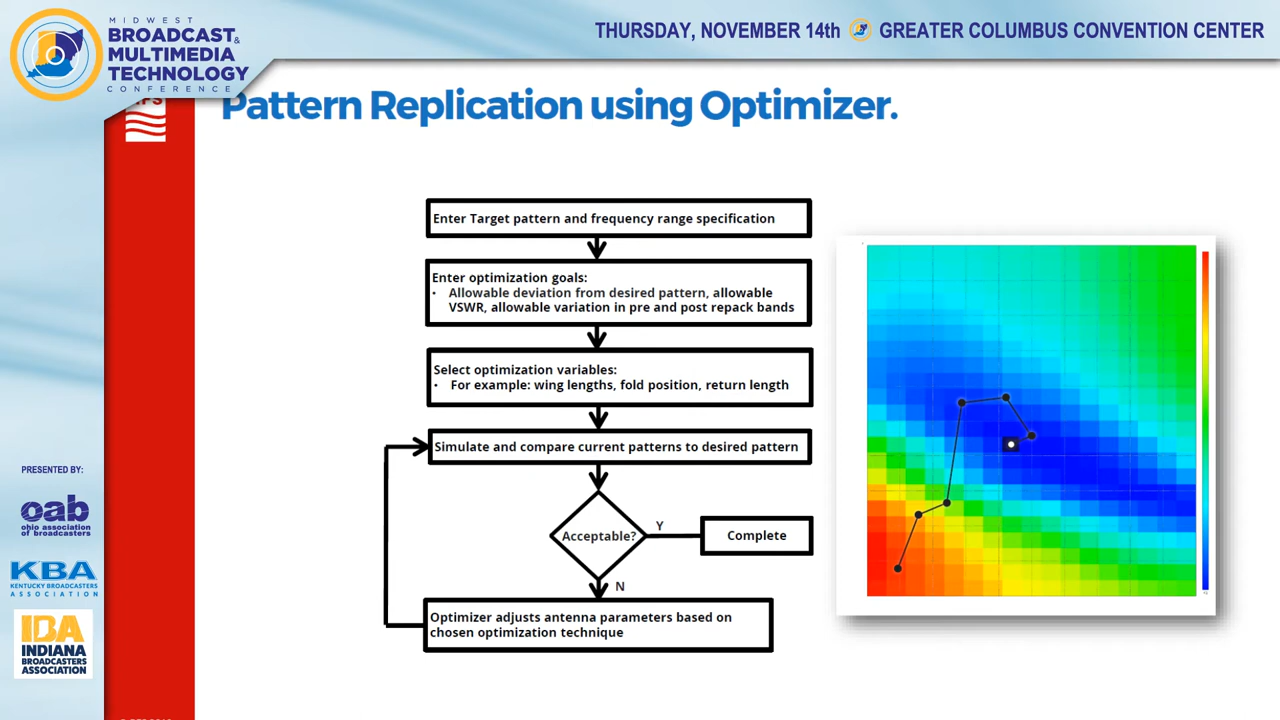 MIDWEST
BROADCAST&
MULTIMEDIA
TECHNOLOGY
CONFERENCE
THURSDAY, NOVEMBER 14th
GREATER COLUMBUS CONVENTION CENTER
Pattern Replication using Optimizer.
Enter Target pattern and frequency range specification
Enter optimization goals:
• Allowable deviation from desired pattern, allowable
VSWR, allowable variation in pre and post repack bands
Select optimization variables:
• For example: wing lengths, fold position, return length
Simulate and compare current patterns to desired pattern
Acceptable?
Y
Complete
N
Optimizer adjusts antenna parameters based on
chosen optimization technique
PRESENTED BY:
oab
ohio association
of broadcasters
KBA
KENTUCKY BROADCASTERS
ASSOCIATION
IBA
INDIANA
BROADCASTERS
ASSOCIATION